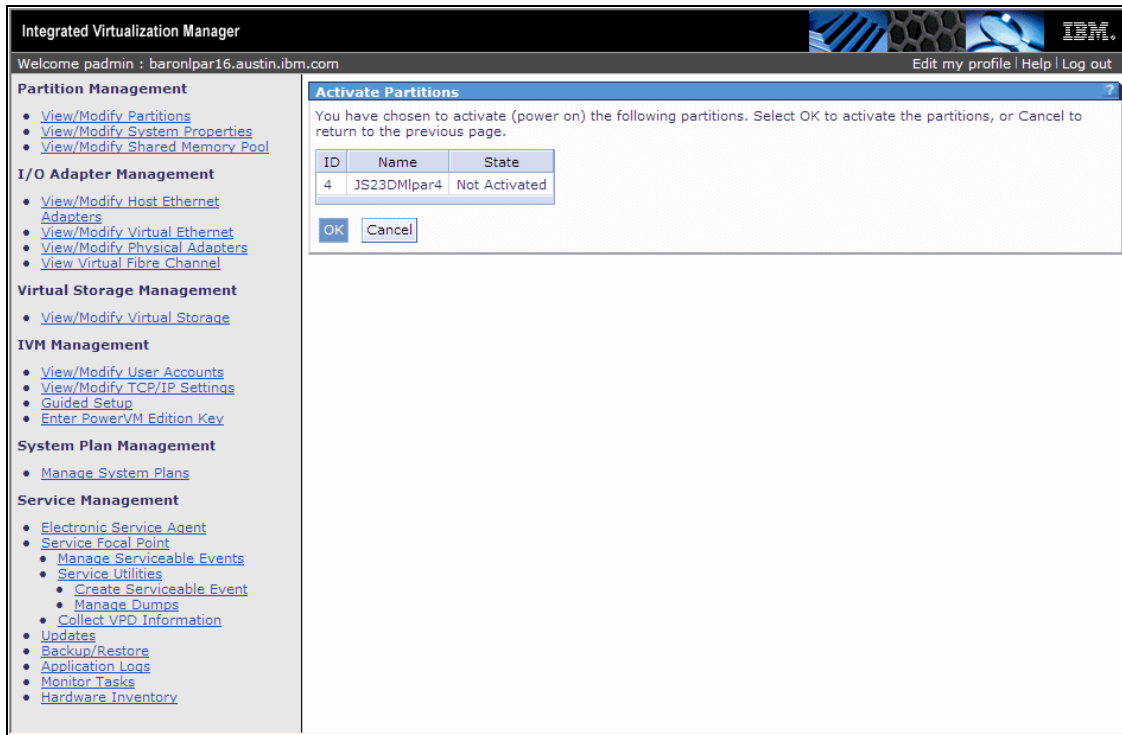 Integrated Virtualization Manager
IBM.
Welcome padmin : baronlpar16.austin.ibm.com
Edit my profile | Help | Log out
Partition Management
View/Modify Partitions
View/Modify System Properties
View/Modify Shared Memory Pool
I/O Adapter Management
View/Modify Host Ethernet
Adapters
View/Modify Virtual Ethernet
View/Modify Physical Adapters
View Virtual Fibre Channel
Virtual Storage Management
View/Modify Virtual Storage
IVM Management
View/Modify User Accounts
View/Modify TCP/IP Settings
Guided Setup
Enter PowerVM Edition Key
System Plan Management
Manage System Plans
Service Management
Electronic Service Agent
Service Focal Point
Manage Serviceable Events
Service Utilities
Create Serviceable Event
Manage Dumps
Collect VPD Information
Updates
Backup/Restore
Application Logs
Monitor Tasks
Hardware Inventory
Activate Partitions ?
You have chosen to activate (power on) the following partitions. Select OK to activate the partitions, or Cancel to
return to the previous page.
ID Name State
4 JS23DMlpar4 Not Activated
OK Cancel